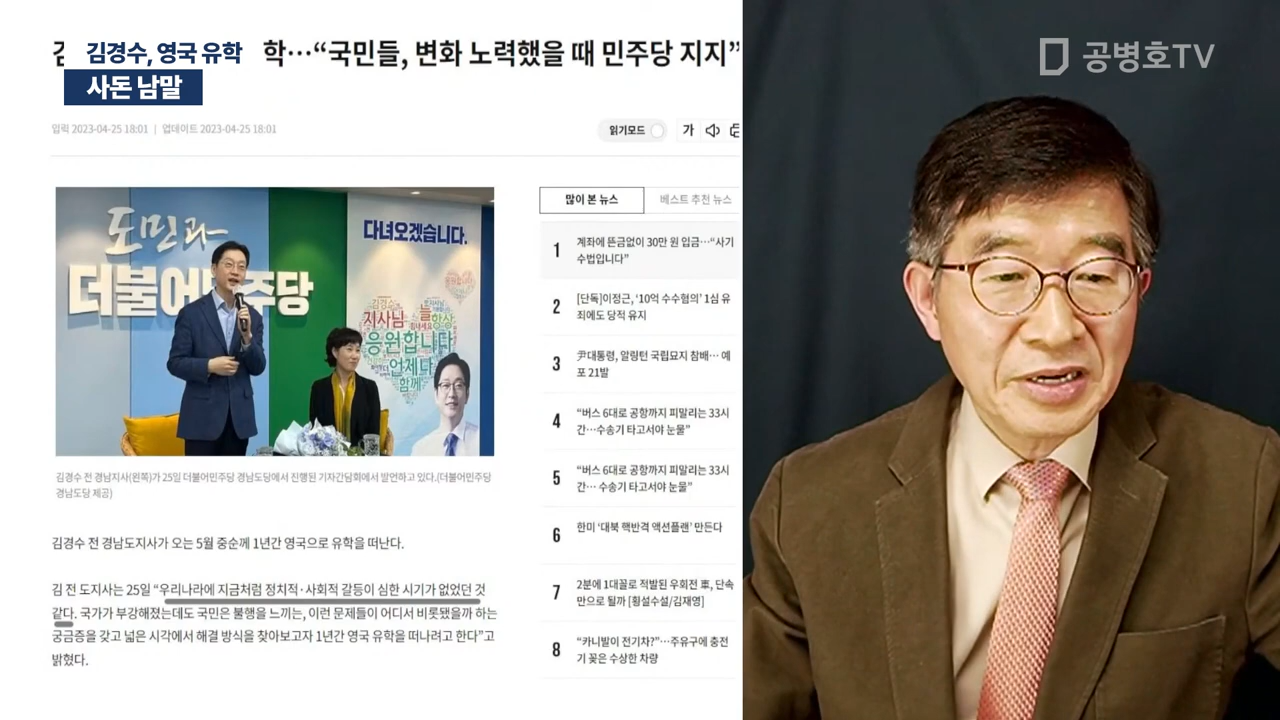 김경수, 영국 유학
사돈 남말
학…“국민들, 변화 노력했을 때 민주당 지지”
공병호TV
입력 2023-04-25 18:01 | 업데이트 2023-04-25 18:01
읽기모드
가
도민과
더불어민주당
다녀오겠습니다.
김경수
지사님
늘
항상
응원합니다
언제나
함께
김경수 전 경남지사(왼쪽)가 25일 더불어민주당 경남도당에서 진행된 기자간담회에서 발언하고 있다.(더불어민주당
경남도당 제공)
김경수 전 경남도지사가 오는 5월 중순께 1년간 영국으로 유학을 떠난다.
김 전 도지사는 25일 “우리나라에 지금처럼 정치적·사회적 갈등이 심한 시기가 없었던 것
같다. 국가가 부강해졌는데도 국민은 불행을 느끼는, 이런 문제들이 어디서 비롯됐을까 하는
궁금증을 갖고 넓은 시각에서 해결 방식을 찾아보고자 1년간 영국 유학을 떠나려고 한다”고
밝혔다.
많이 본 뉴스
베스트 추천 뉴스
1
계좌에 뜬금없이 30만 원 입금…“사기
수법입니다”
2
[단독]이정근, ‘10억 수수혐의’ 1심 유
죄에도 당적 유지
3
尹대통령, 알링턴 국립묘지 참배… 예
포 21발
4
“버스 6대로 공항까지 피말리는 33시
간…수송기 타고서야 눈물”
5
“버스 6대로 공항까지 피말리는 33시
간… 수송기 타고서야 눈물”
6
한미 ‘대북 핵반격 액션플랜’ 만든다
7
2분에 1대꼴로 적발된 우회전 車, 단속
만으로 될까 [횡설수설/김재영]
8
“카니발이 전기차?”…주유구에 충전
기 꽂은 수상한 차량